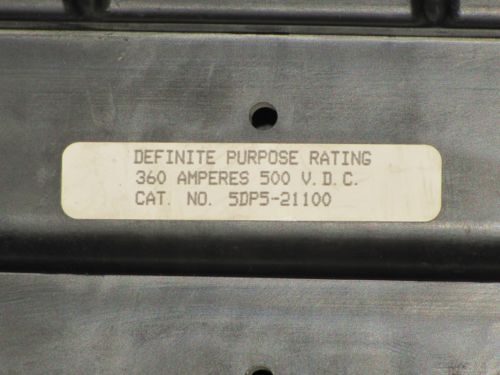 DEFINITE PURPOSE RATING
360 AMPERES 500 V.D.C.
CAT. NO. 5DP5-21100